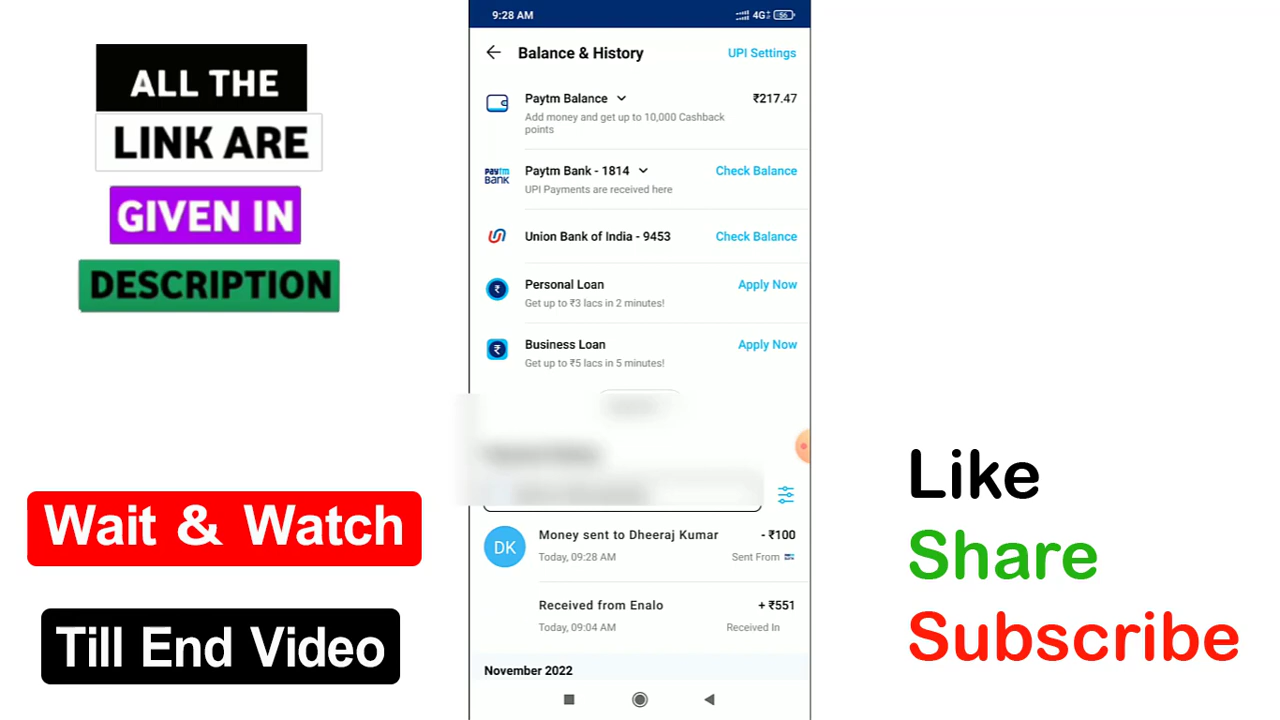 ALL THE
LINK ARE
GIVEN IN
DESCRIPTION
Wait & Watch
Till End Video
9:28 AM
4G
56
Balance & History
UPI Settings
Paytm Balance
₹217.47
Add money and get up to 10,000 Cashback
points
paytm
BANK
Paytm Bank - 1814
Check Balance
UPI Payments are received here
Union Bank of India - 9453
Check Balance
₹
Personal Loan
Apply Now
Get up to ₹3 lacs in 2 minutes!
₹
Business Loan
Apply Now
Get up to ₹5 lacs in 5 minutes!
DK
Money sent to Dheeraj Kumar
- ₹100
Today, 09:28 AM
Sent From
Received from Enalo
+ ₹551
Today, 09:04 AM
Received In
November 2022
Like
Share
Subscribe